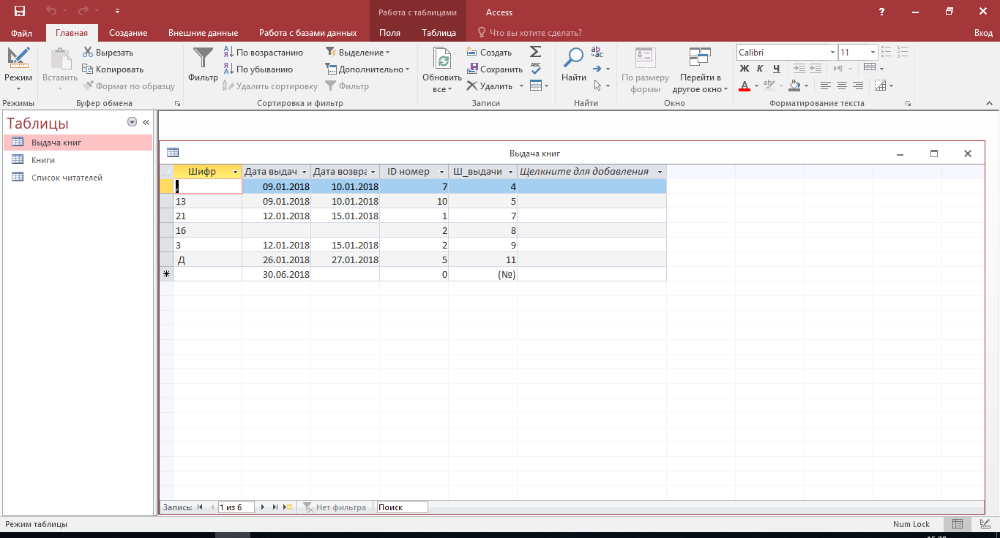 Работа с таблицами
Access
?
Файл
Главная
Создание
Внешние данные
Работа с базами данных
Поля
Таблица
Что вы хотите сделать?
Вход
Режим
Режимы
Вставить
Вырезать
Копировать
Формат по образцу
Буфер обмена
Фильтр
По возрастанию
По убыванию
Удалить сортировку
Выделение
Дополнительно
Фильтр
Сортировка и фильтр
Обновить
все
Создать
Сохранить
Удалить
Записи
Найти
Найти
По размеру
формы
Перейти в
другое окно
Окно
Calibri
11
Ж К Ч
Форматирование текста
Таблицы
Выдача книг
Книги
Список читателей
Выдача книг
Шифр Дата выдач Дата возвра ID номер Ш_выдачи Щелкните для добавления
09.01.2018 10.01.2018 7 4
13 09.01.2018 10.01.2018 10 5
21 12.01.2018 15.01.2018 1 7
16 2 8
3 12.01.2018 15.01.2018 2 9
Д 26.01.2018 27.01.2018 5 11
30.06.2018 0 (№)
Запись: 1 из 6 Нет фильтра Поиск
Режим таблицы
Num Lock